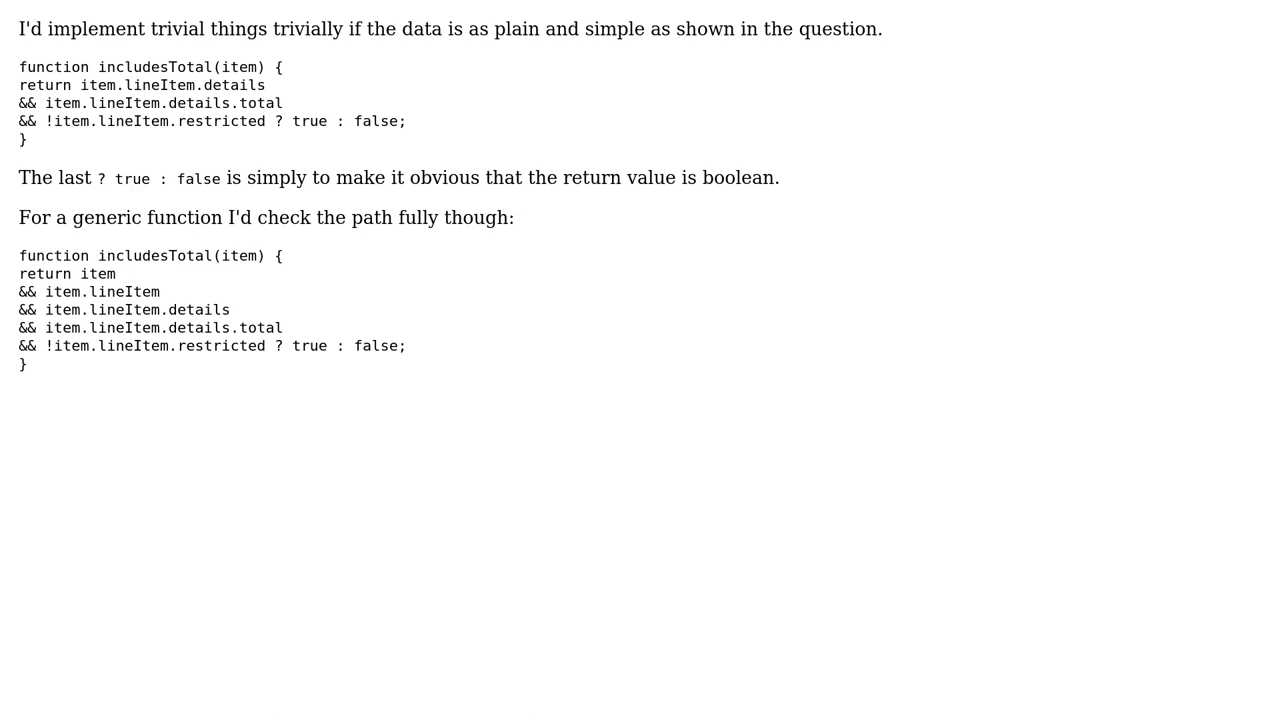 I'd implement trivial things trivially if the data is as plain and simple as shown in the question.
function includesTotal(item) {
return item.lineItem.details
&& item.lineItem.details.total
&& !item.lineItem.restricted ? true : false;
}
The last ? true : false is simply to make it obvious that the return value is boolean.
For a generic function I'd check the path fully though:
function includesTotal(item) {
return item
&& item.lineItem
&& item.lineItem.details
&& item.lineItem.details.total
&& !item.lineItem.restricted ? true : false;
}